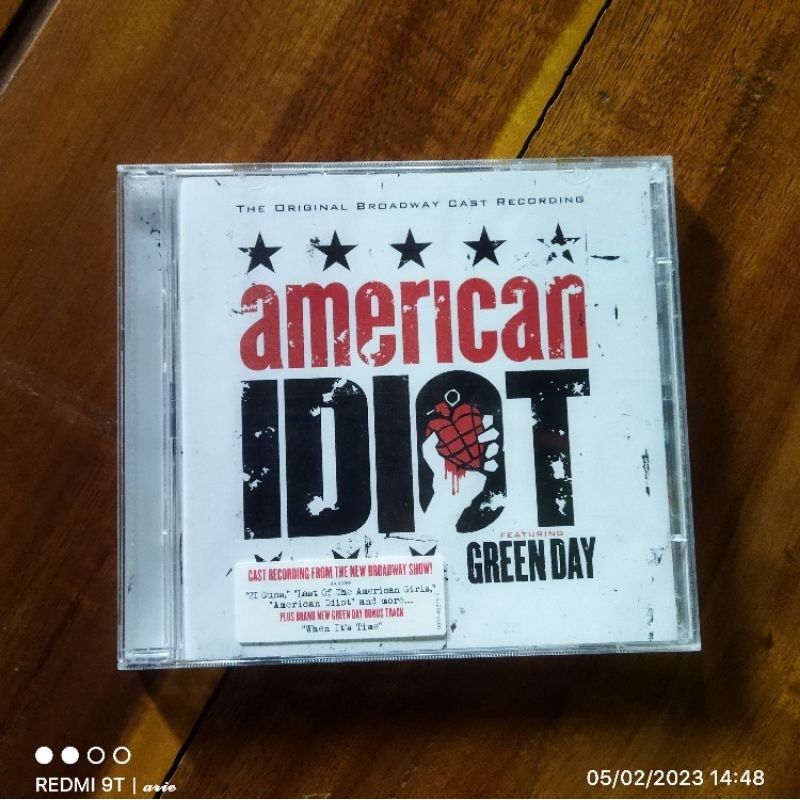 THE ORIGINAL BROADWAY CAST RECORDING
american
IDIOT
FEATURING
GREEN DAY
CAST RECORDING FROM THE NEW BROADWAY SHOW!
"21 Guns," "Last Of The American Girls,"
"American Idiot" and more...
PLUS BRAND NEW GREEN DAY BONUS TRACK
"When It's Time"
REDMI 9T | arie
05/02/2023 14:48